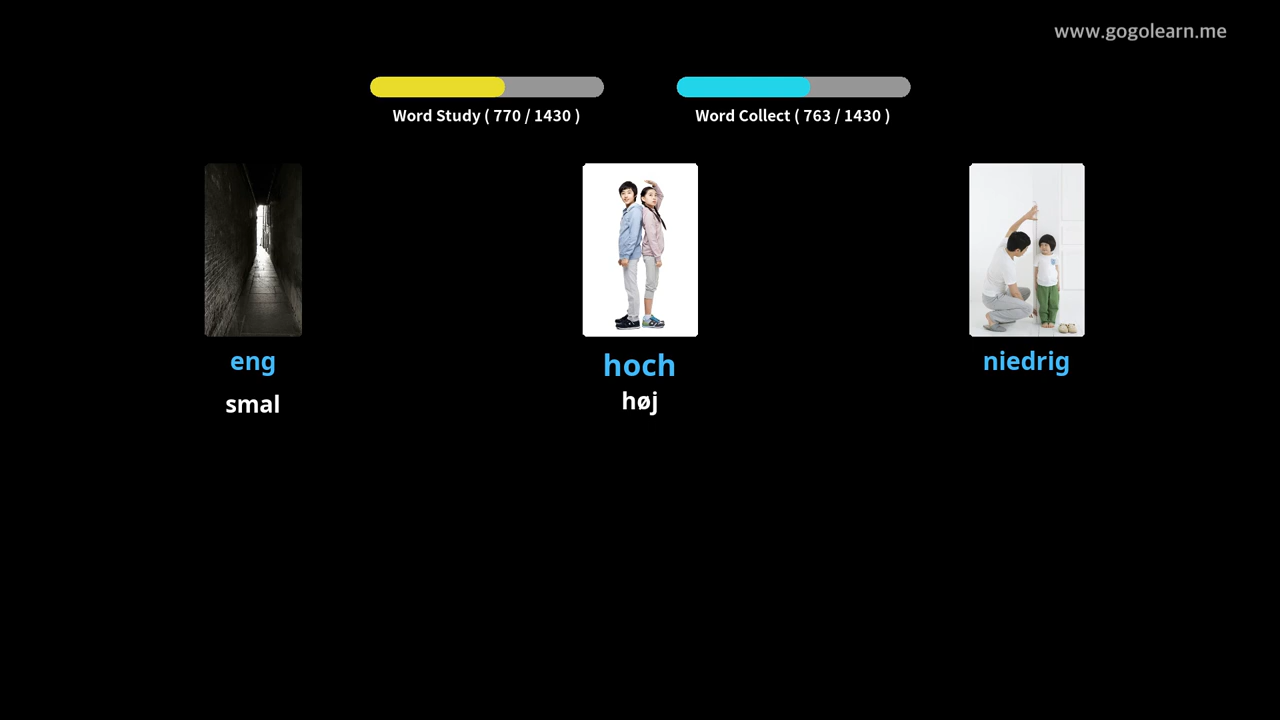 www.gogolearn.me
Word Study ( 770 / 1430 )
Word Collect ( 763 / 1430 )
eng
hoch
niedrig
smal
høj